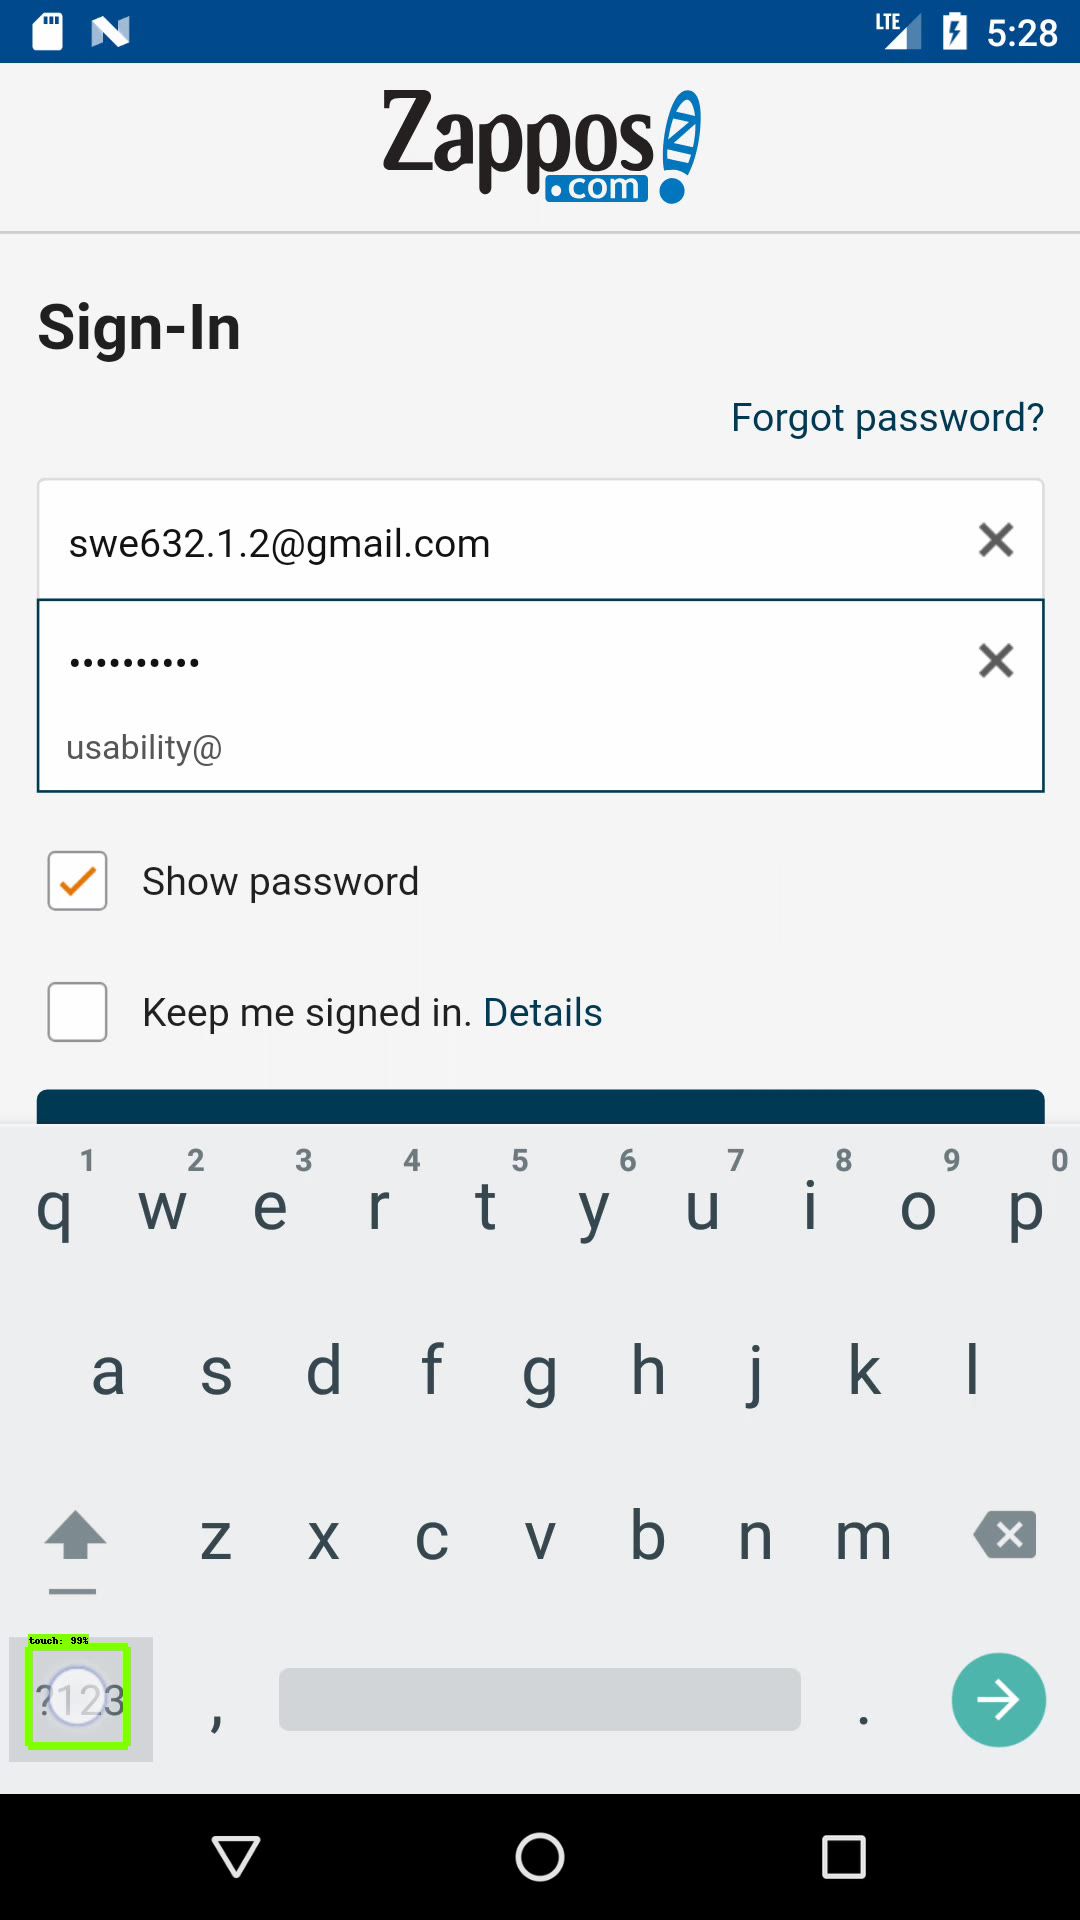 LTE 5:28
Zappos
.com
Sign-In
Forgot password?
swe632.1.2@gmail.com
••••••••••
usability@
Show password
Keep me signed in. Details
1 2 3 4 5 6 7 8 9 0
q w e r t y u i o p
a s d f g h j k l
z x c v b n m
touch: 99%
?123 , .